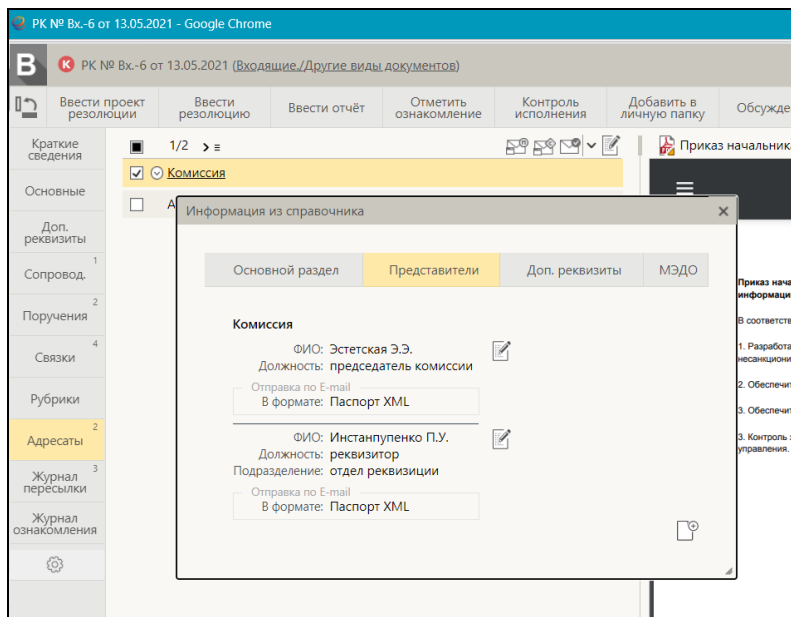 РК № Вх.-6 от 13.05.2021 - Google Chrome
В
К РК № Вх.-6 от 13.05.2021 (Входящие./Другие виды документов)
Ввести проект резолюции
Ввести резолюцию
Ввести отчёт
Отметить ознакомление
Контроль исполнения
Добавить в личную папку
Обсужде
Краткие сведения
Основные
Доп. реквизиты
Сопровод. 1
Поручения 2
Связки 4
Рубрики
Адресаты 2
Журнал пересылки 3
Журнал ознакомления
1/2
Комиссия
А
Информация из справочника
Основной раздел
Представители
Доп. реквизиты
МЭДО
Комиссия
ФИО: Эстетская Э.Э.
Должность: председатель комиссии
Отправка по E-mail
В формате: Паспорт XML
ФИО: Инстанпупенко П.У.
Должность: реквизитор
Подразделение: отдел реквизиции
Отправка по E-mail
В формате: Паспорт XML
Приказ начальник
Приказ нача
информаци
В соответств
1. Разработа
несанкциони
2. Обеспечит
3. Обеспечит
3. Контроль з
управления.